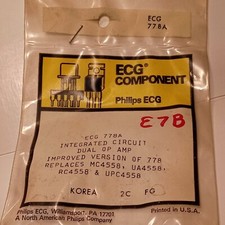 ECG
778A
ECG® COMPONENT
Philips ECG
E7B
ECG 778A
INTEGRATED CIRCUIT
DUAL OP AMP
IMPROVED VERSION OF 778
REPLACES MC4558, UA4558,
RC4558 & UPC4558
KOREA 2C FG
Philips ECG, Williamsport, PA 17701
A North American Philips Company
Printed in U.S.A.